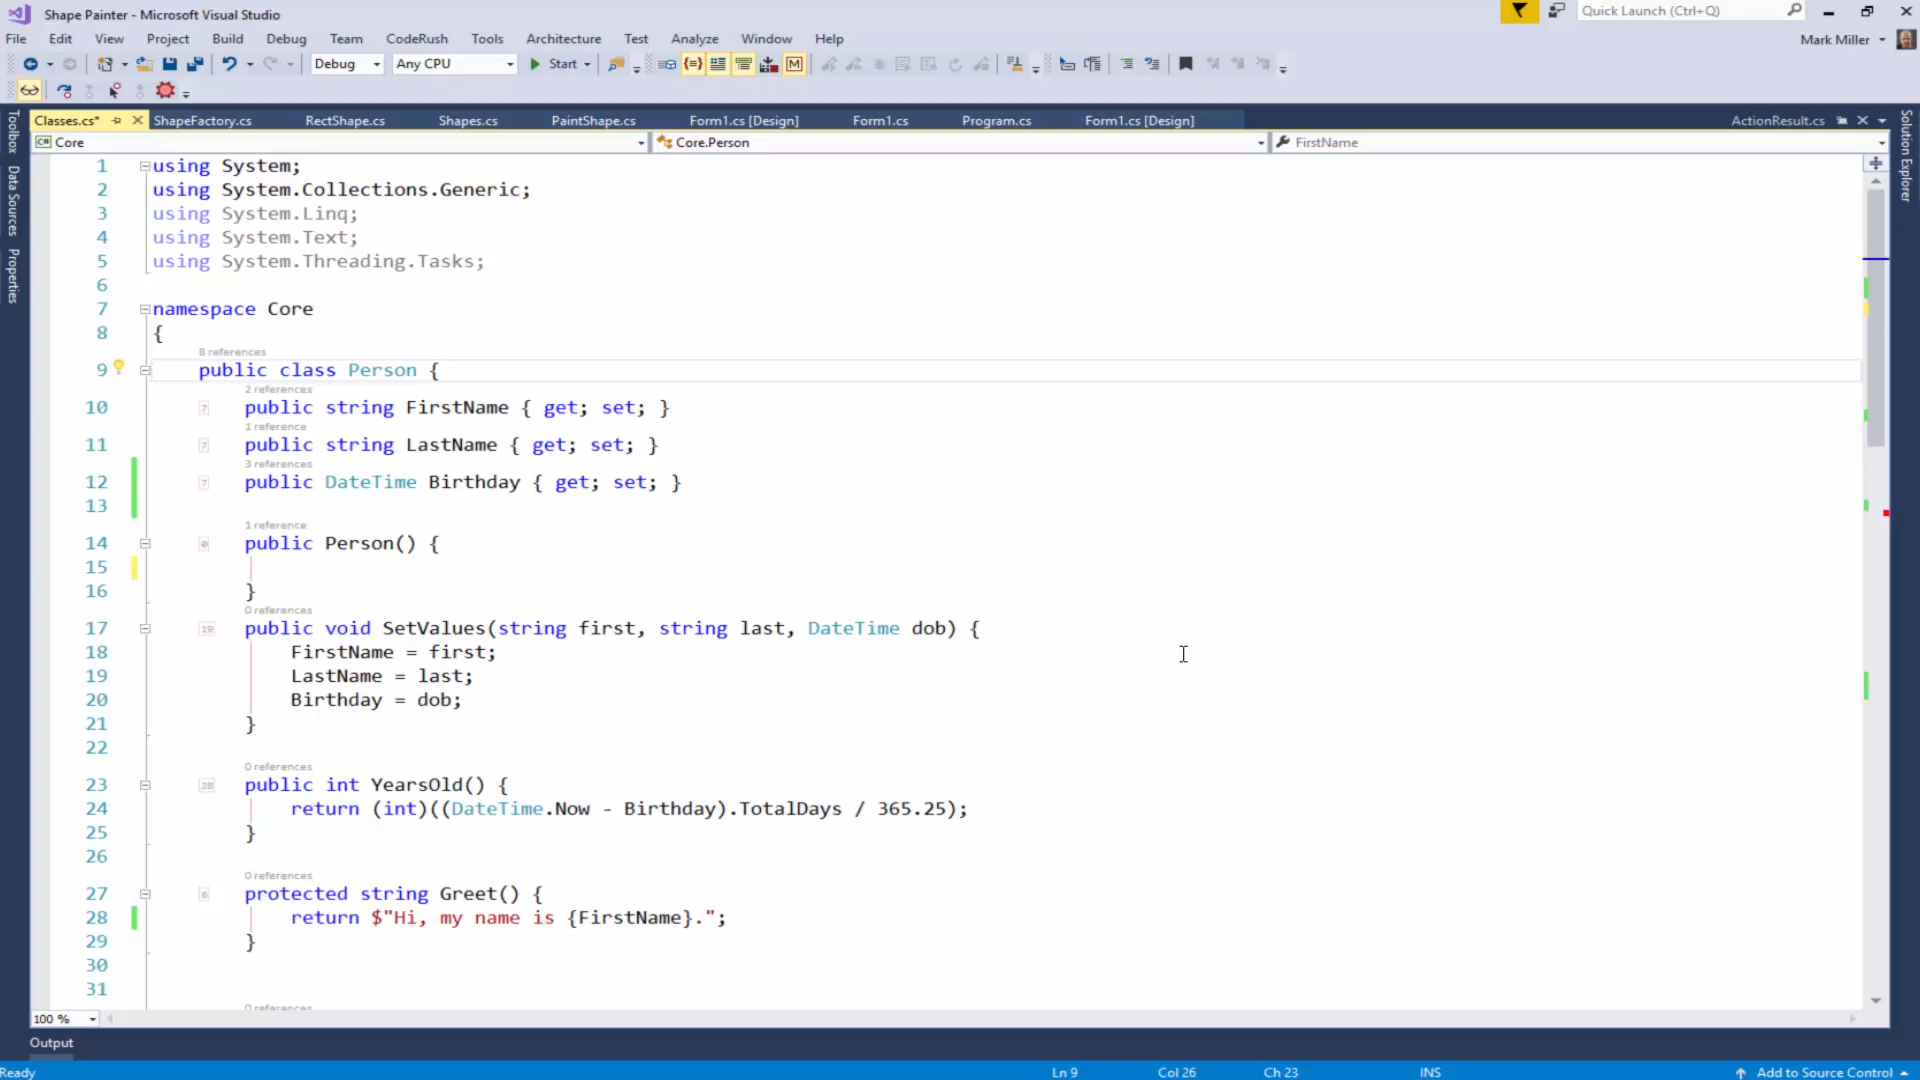 Shape Painter - Microsoft Visual Studio
Quick Launch (Ctrl+Q)
File Edit View Project Build Debug Team CodeRush Tools Architecture Test Analyze Window Help
Mark Miller
Debug Any CPU Start
Classes.cs* ShapeFactory.cs RectShape.cs Shapes.cs PaintShape.cs Form1.cs [Design] Form1.cs Program.cs Form1.cs [Design] ActionResult.cs
Toolbox
Data Sources
Properties
Solution Explorer
Core Core.Person FirstName
1 using System;
2 using System.Collections.Generic;
3 using System.Linq;
4 using System.Text;
5 using System.Threading.Tasks;
6
7 namespace Core
8 {
8 references
9 public class Person {
2 references
10 7 public string FirstName { get; set; }
1 reference
11 7 public string LastName { get; set; }
3 references
12 7 public DateTime Birthday { get; set; }
13
1 reference
14 public Person() {
15
16 }
0 references
17 19 public void SetValues(string first, string last, DateTime dob) {
18 FirstName = first;
19 LastName = last;
20 Birthday = dob;
21 }
22
0 references
23 28 public int YearsOld() {
24 return (int)((DateTime.Now - Birthday).TotalDays / 365.25);
25 }
26
0 references
27 6 protected string Greet() {
28 return $"Hi, my name is {FirstName}.";
29 }
30
31
0 references
100 %
Output
Ready Ln 9 Col 26 Ch 23 INS Add to Source Control